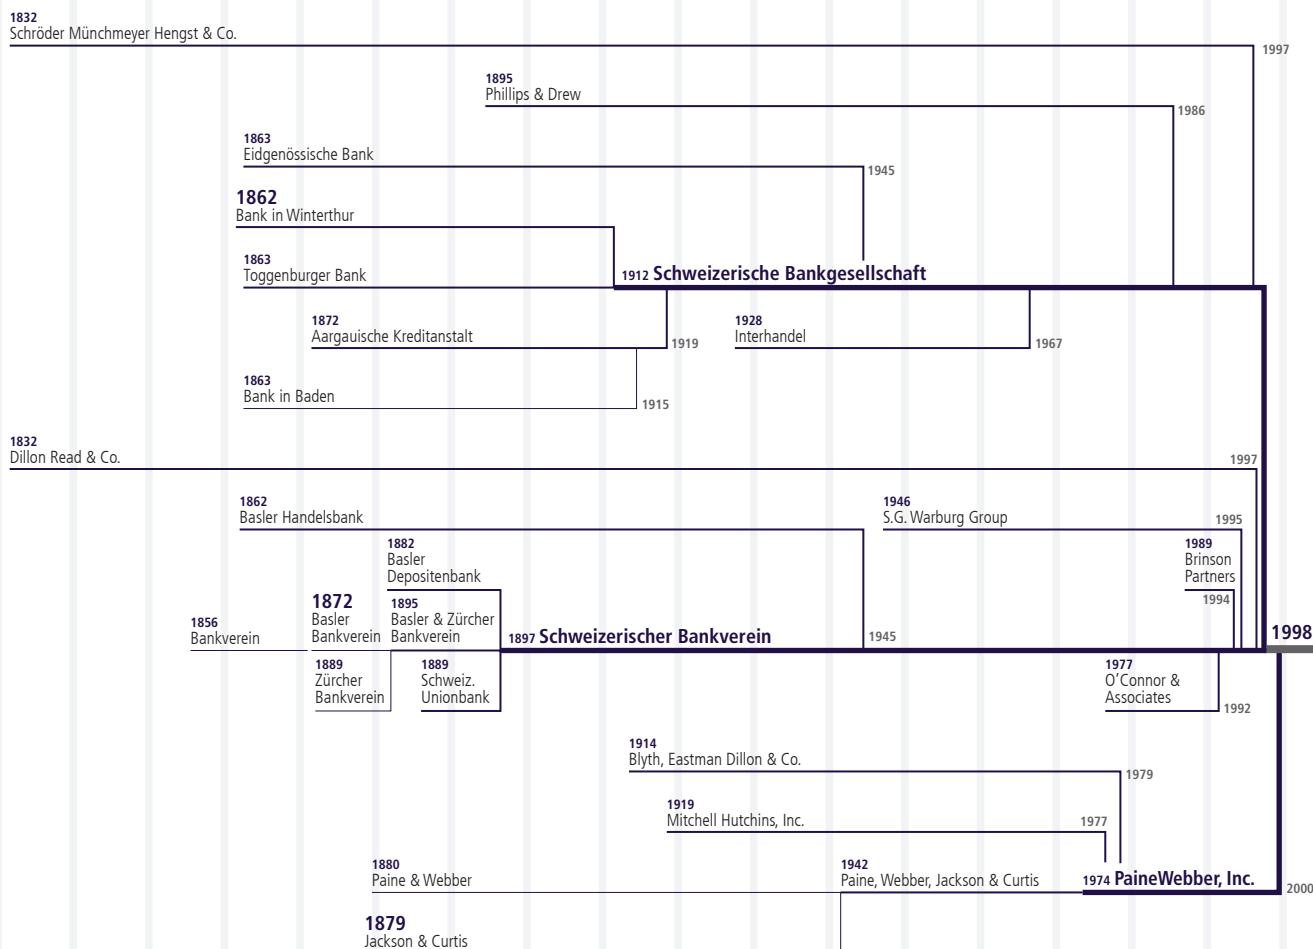 1832
Schröder Münchmeyer Hengst & Co.
1997
1895
Phillips & Drew
1986
1863
Eidgenössische Bank
1945
1862
Bank in Winterthur
1863
Toggenburger Bank
1912 Schweizerische Bankgesellschaft
1872
Aargauische Kreditanstalt
1919
1928
Interhandel
1967
1863
Bank in Baden
1915
1832
Dillon Read & Co.
1997
1862
Basler Handelsbank
1946
S.G. Warburg Group
1995
1882
Basler
Depositenbank
1989
Brinson
Partners
1994
1856
Bankverein
1872
Basler
Bankverein
1895
Basler & Zürcher
Bankverein
1897 Schweizerischer Bankverein
1945
1998
1889
Zürcher
Bankverein
1889
Schweiz.
Unionbank
1977
O’Connor &
Associates
1992
1914
Blyth, Eastman Dillon & Co.
1979
1919
Mitchell Hutchins, Inc.
1977
1880
Paine & Webber
1942
Paine, Webber, Jackson & Curtis
1974 PaineWebber, Inc.
2000
1879
Jackson & Curtis